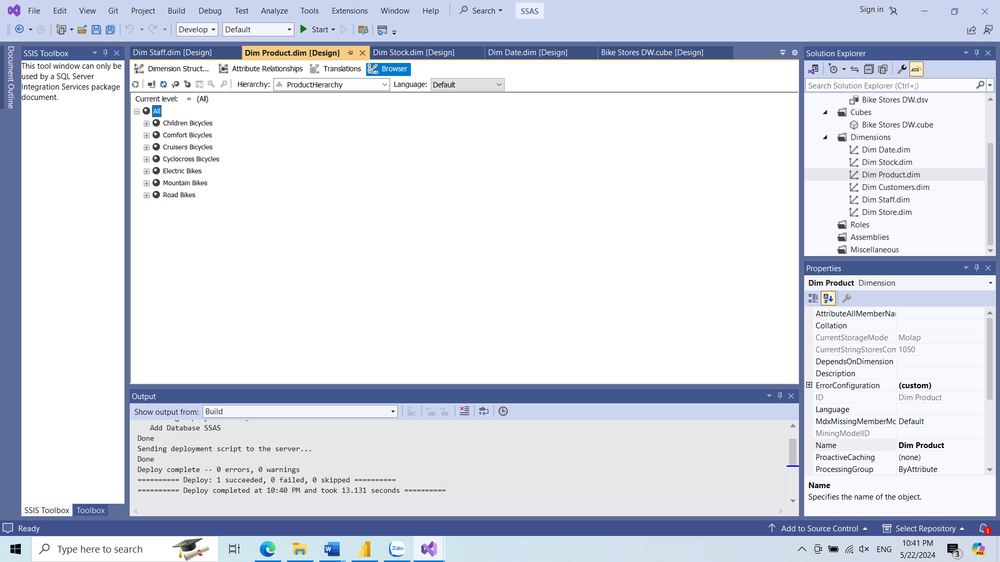 File Edit View Git Project Build Debug Test Analyze Tools Extensions Window Help Search SSAS Sign in
Develop Default Start
Document Outline
SSIS Toolbox
This tool window can only be
used by a SQL Server
Integration Services package
document.
SSIS Toolbox Toolbox
Dim Staff.dim [Design] Dim Product.dim [Design] Dim Stock.dim [Design] Dim Date.dim [Design] Bike Stores DW.cube [Design]
Dimension Struct... Attribute Relationships Translations Browser
Hierarchy: ProductHierarchy Language: Default
Current level: (All)
All
Children Bicycles
Comfort Bicycles
Cruisers Bicycles
Cyclocross Bicycles
Electric Bikes
Mountain Bikes
Road Bikes
Output
Show output from: Build
Add Database SSAS
Done
Sending deployment script to the server...
Done
Deploy complete -- 0 errors, 0 warnings
========== Deploy: 1 succeeded, 0 failed, 0 skipped ==========
========== Deploy completed at 10:40 PM and took 13.131 seconds ==========
Solution Explorer
Search Solution Explorer (Ctrl+;)
Bike Stores DW.dsv
Cubes
Bike Stores DW.cube
Dimensions
Dim Date.dim
Dim Stock.dim
Dim Product.dim
Dim Customers.dim
Dim Staff.dim
Dim Store.dim
Roles
Assemblies
Miscellaneous
Properties
Dim Product Dimension
AttributeAllMemberNa
Collation
CurrentStorageMode Molap
CurrentStringStoresCom 1050
DependsOnDimension
Description
ErrorConfiguration (custom)
ID Dim Product
Language
MdxMissingMemberMo Default
MiningModelID
Name Dim Product
ProactiveCaching (none)
ProcessingGroup ByAttribute
Name
Specifies the name of the object.
Ready Add to Source Control Select Repository 1
Type here to search Zalo ENG 10:41 PM
5/22/2024 3 PRE